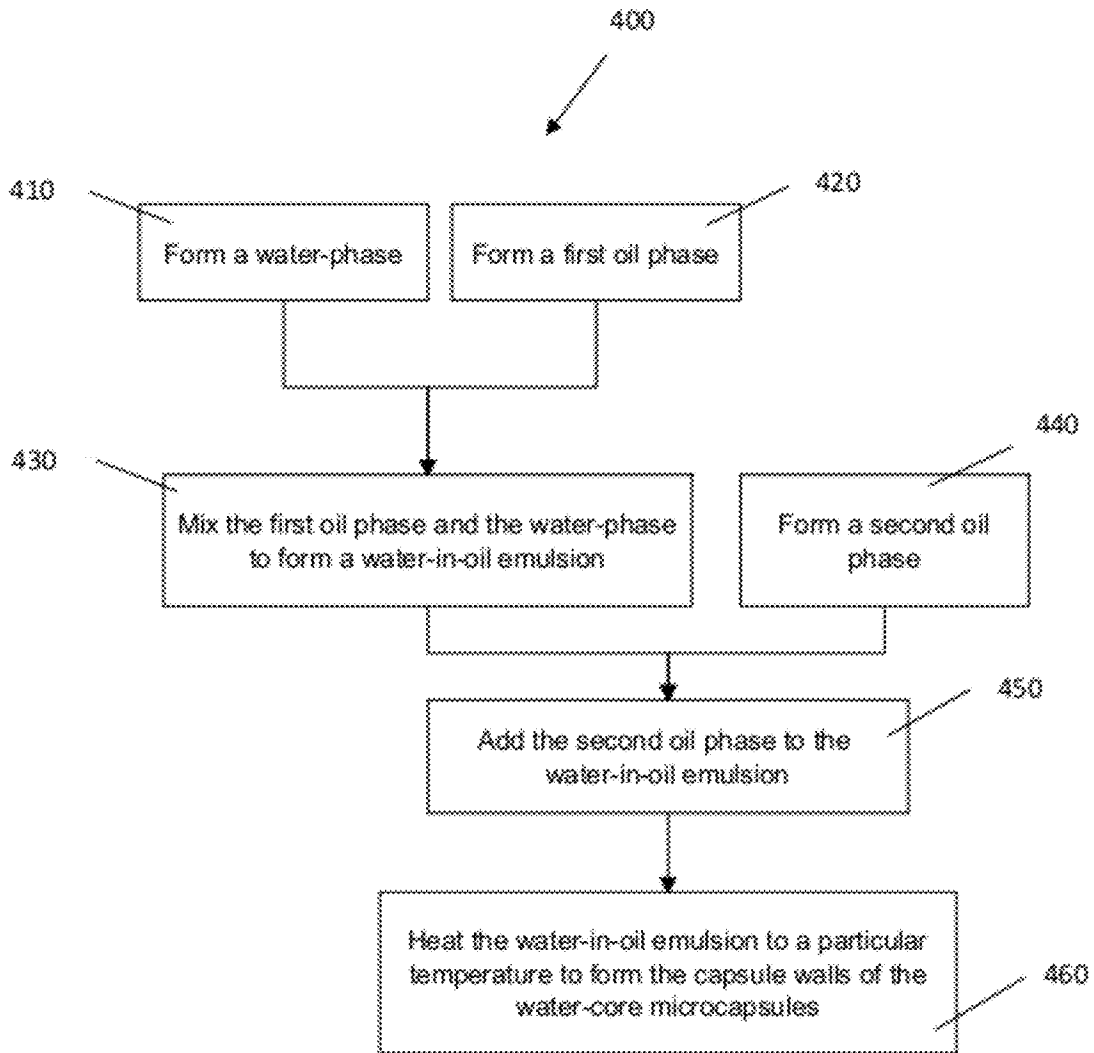 400
410
420
Form a water-phase
Form a first oil phase
430
440
Mix the first oil phase and the water-phase
to form a water-in-oil emulsion
Form a second oil
phase
450
Add the second oil phase to the
water-in-oil emulsion
Heat the water-in-oil emulsion to a particular
temperature to form the capsule walls of the
water-core microcapsules
460